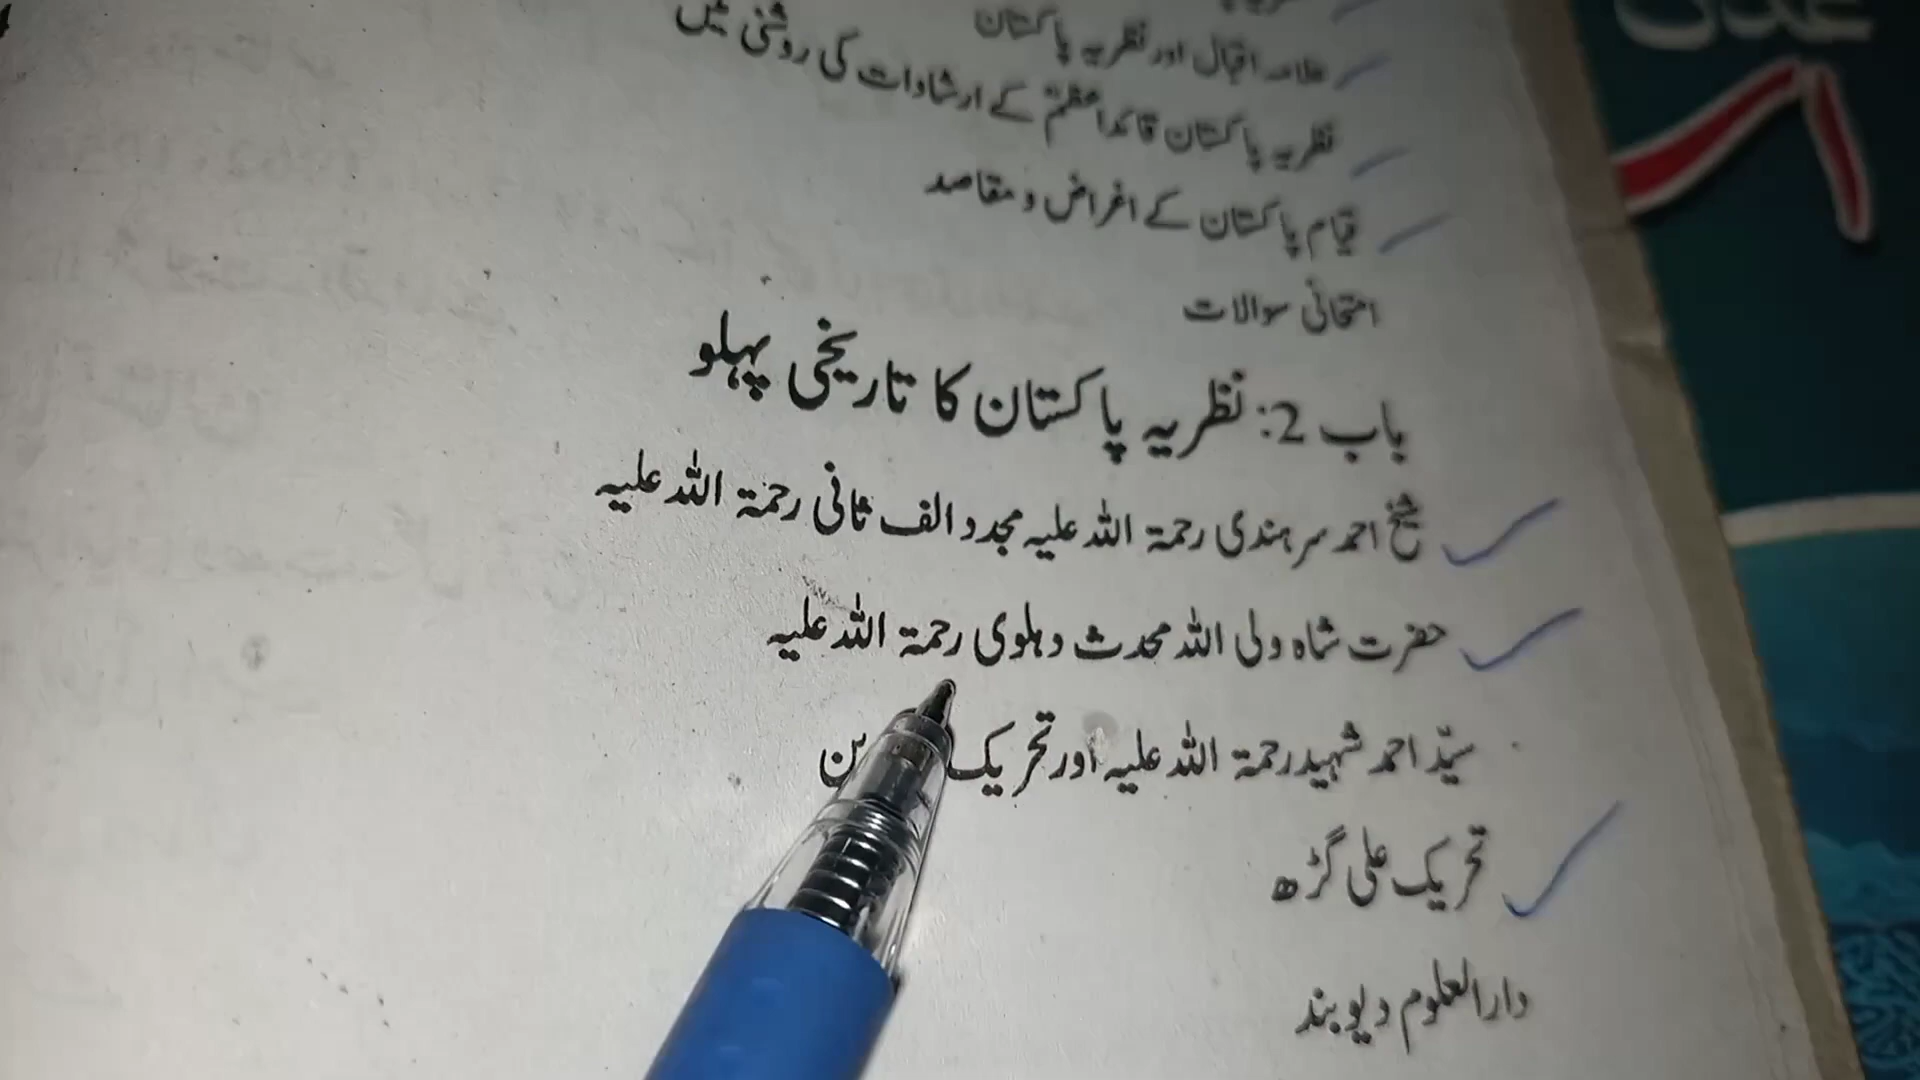 علامہ اقبال اور نظریہ پاکستان
نظریہ پاکستان قائداعظم کے ارشادات کی روشنی میں
قیام پاکستان کے اغراض و مقاصد
امتحانی سوالات
باب 2: نظریہ پاکستان کا تاریخی پہلو
شیخ احمد سرہندی رحمۃ اللہ علیہ مجدد الف ثانی رحمۃ اللہ علیہ
حضرت شاہ ولی اللہ محدث دہلوی رحمۃ اللہ علیہ
سیّد احمد شہید رحمۃ اللہ علیہ اور تحریک
تحریک علی گڑھ
دارالعلوم دیوبند